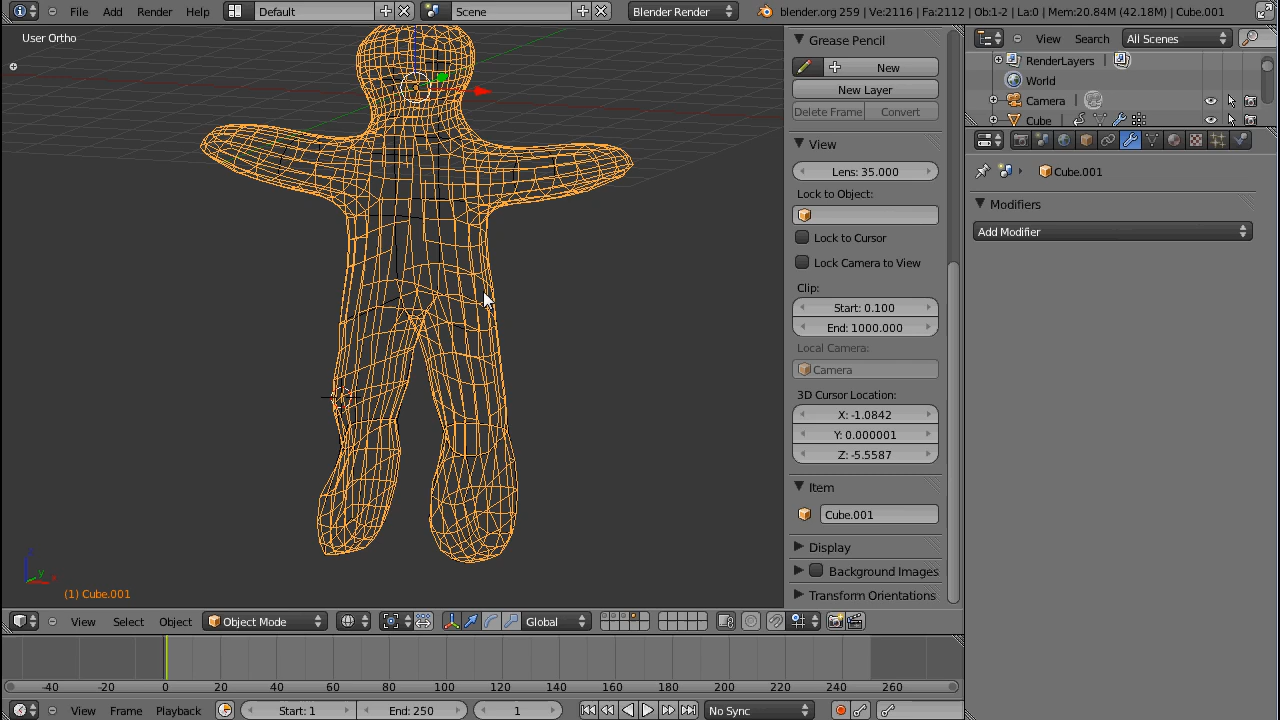 File Add Render Help Default Scene Blender Render blender.org 259 | Ve:2116 | Fa:2112 | Ob:1-2 | La:0 | Mem:20.84M (42.18M) | Cube.001
User Ortho
Grease Pencil
New
New Layer
Delete Frame Convert
View
Lens: 35.000
Lock to Object:
Lock to Cursor
Lock Camera to View
Clip:
Start: 0.100
End: 1000.000
Local Camera:
Camera
3D Cursor Location:
X: -1.0842
Y: 0.000001
Z: -5.5587
Item
Cube.001
Display
Background Images
Transform Orientations
View Search All Scenes
RenderLayers
World
Camera
Cube
Cube.001
Modifiers
Add Modifier
z
y
x
(1) Cube.001
View Select Object Object Mode Global
-40 -20 0 20 40 60 80 100 120 140 160 180 200 220 240 260
View Frame Playback Start: 1 End: 250 1 No Sync